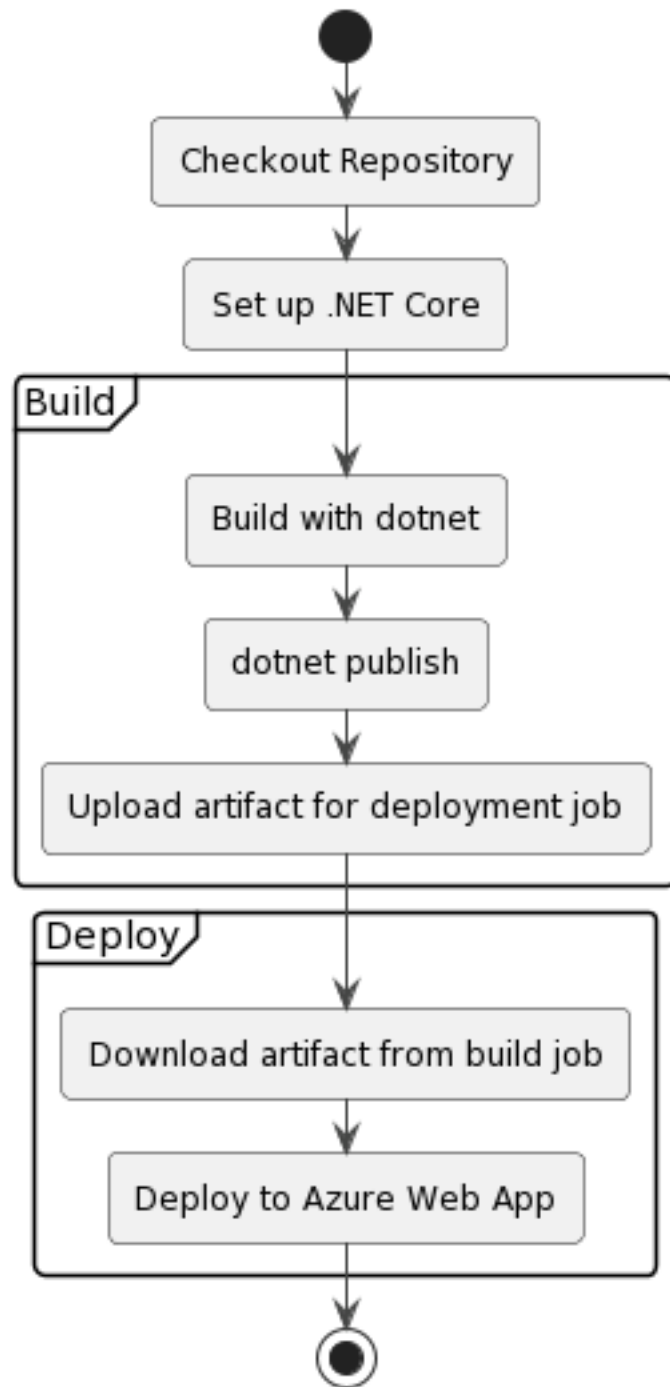 Checkout Repository
Set up .NET Core
Build
Build with dotnet
dotnet publish
Upload artifact for deployment job
Deploy
Download artifact from build job
Deploy to Azure Web App